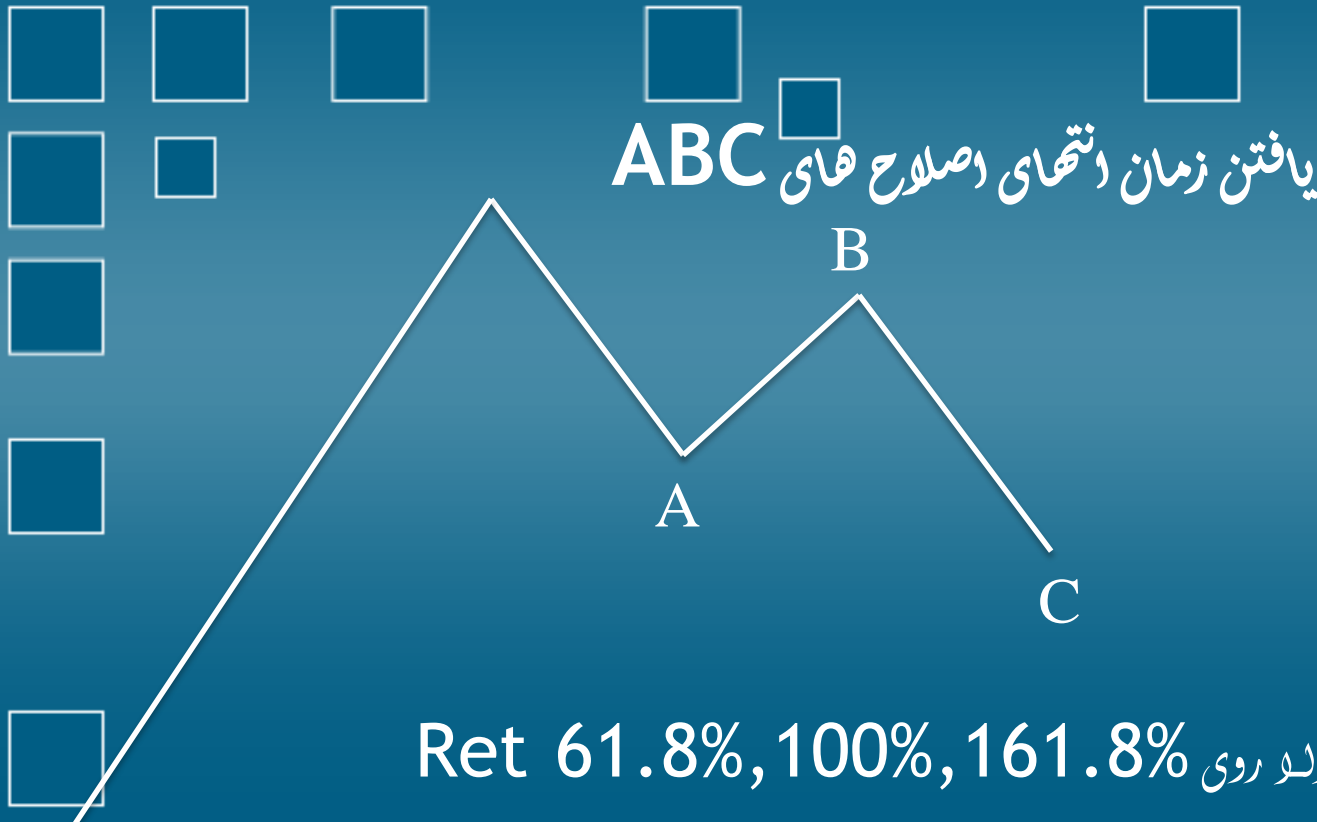 یافتن زمان انتهای اصلاح های ABC
B
A
C
روی Ret 61.8%,100%,161.8%